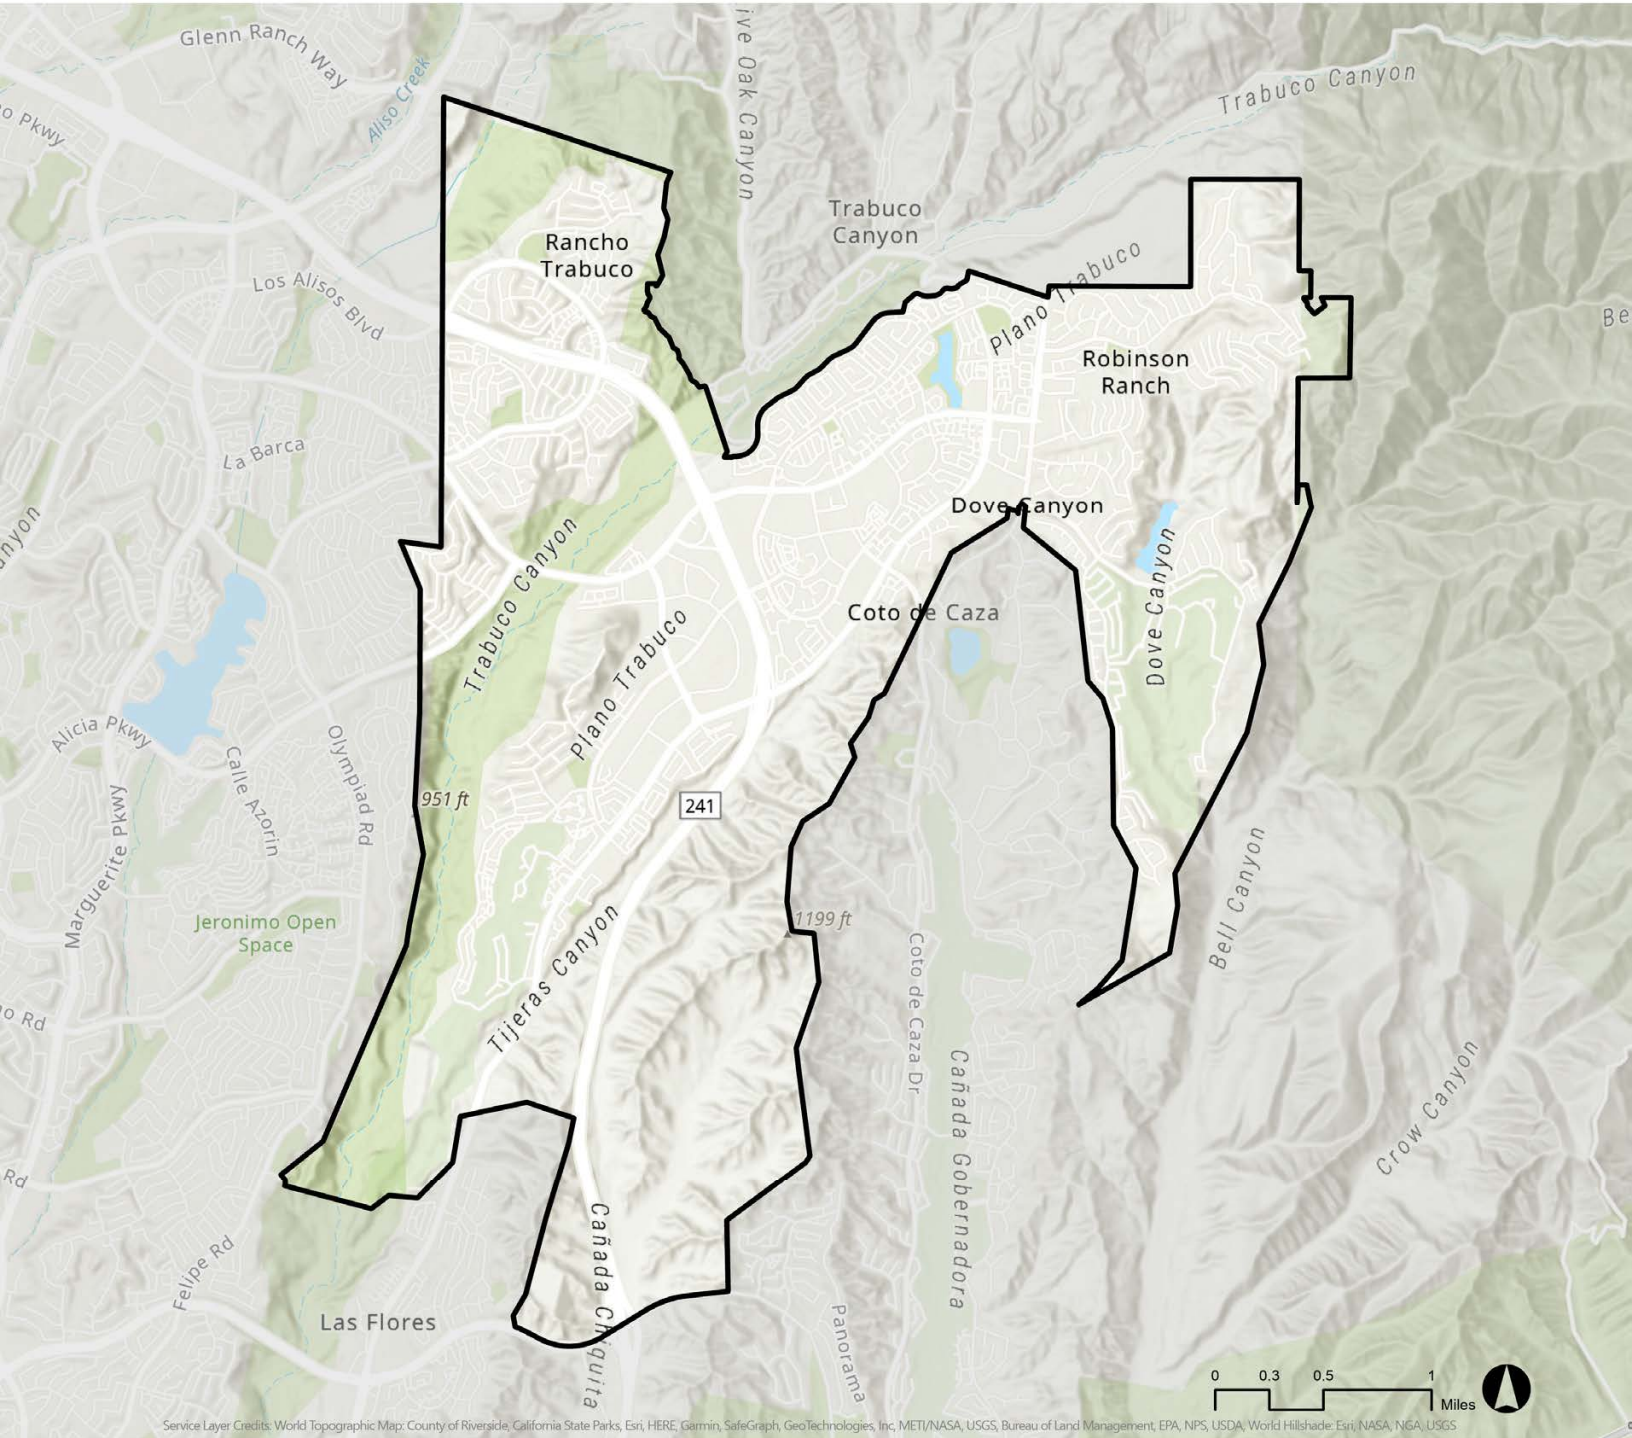 Glenn Ranch Way
Aliso Creek
ive Oak Canyon
Trabuco Canyon
o Pkwy
Trabuco
Canyon
Rancho
Trabuco
Los Alisos Blvd
Plano Trabuco
Be
Robinson
Ranch
La Barca
Dove Canyon
anyon
Trabuco Canyon
Dove Canyon
Coto de Caza
Plano Trabuco
Alicia Pkwy
Calle Azorin
Olympiad Rd
951 ft
241
Marguerite Pkwy
Bell Canyon
Jeronimo Open
Space
1199 ft
Tijeras Canyon
Coto de Caza Dr
o Rd
Cañada Gobernadora
Crow Canyon
Rd
Cañada Chiquita
Felipe Rd
Las Flores
Panorama
0 0.3 0.5 1
Miles
Service Layer Credits: World Topographic Map: County of Riverside, California State Parks, Esri, HERE, Garmin, SafeGraph, GeoTechnologies, Inc, METI/NASA, USGS, Bureau of Land Management, EPA, NPS, USDA, World Hillshade: Esri, NASA, NGA, USGS